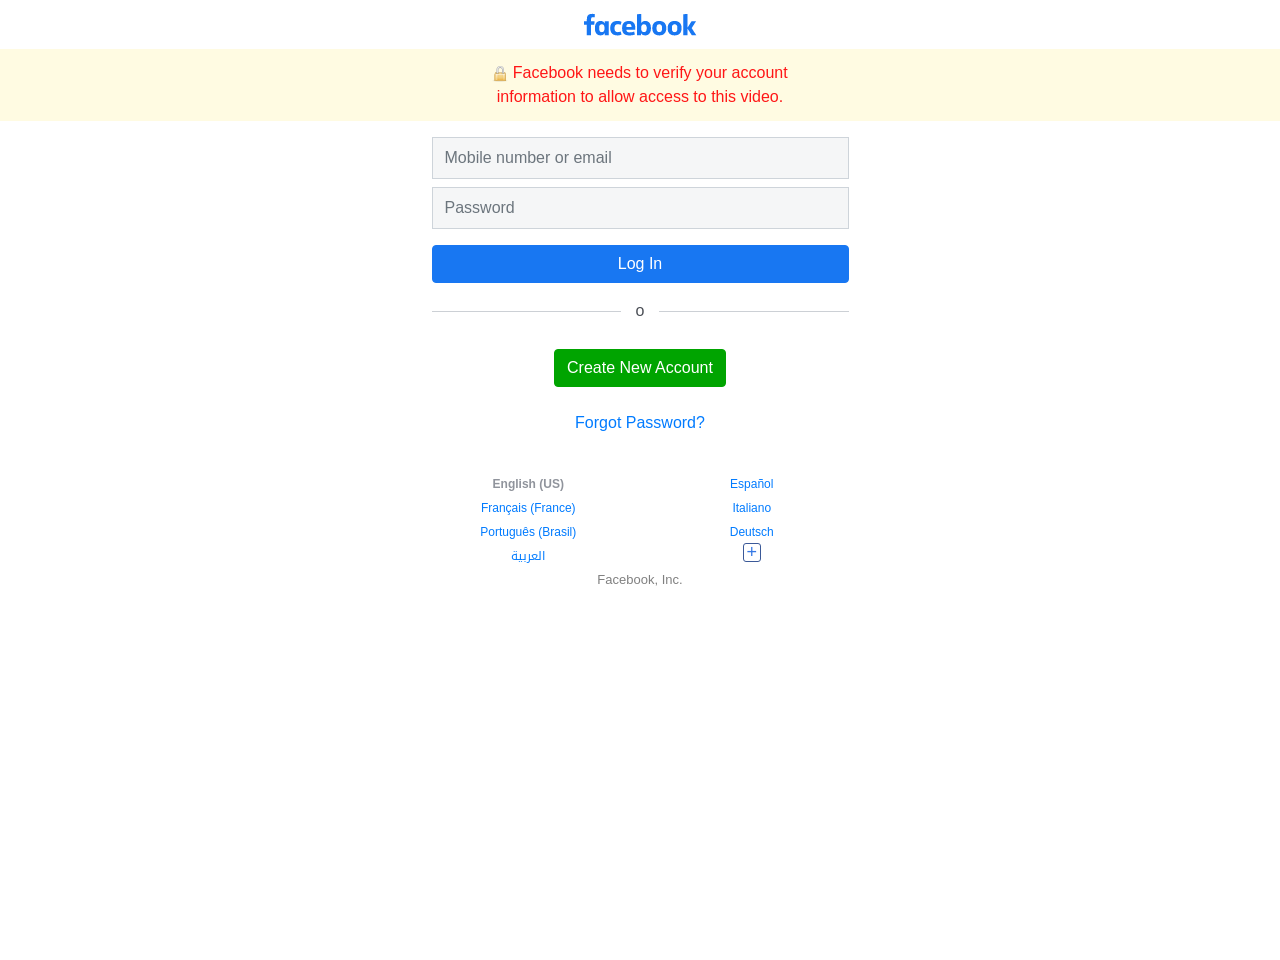 facebook
Facebook needs to verify your account
information to allow access to this video.
Mobile number or email
Password
Log In
o
Create New Account
Forgot Password?
English (US)
Español
Français (France)
Italiano
Português (Brasil)
Deutsch
العربية
+
Facebook, Inc.